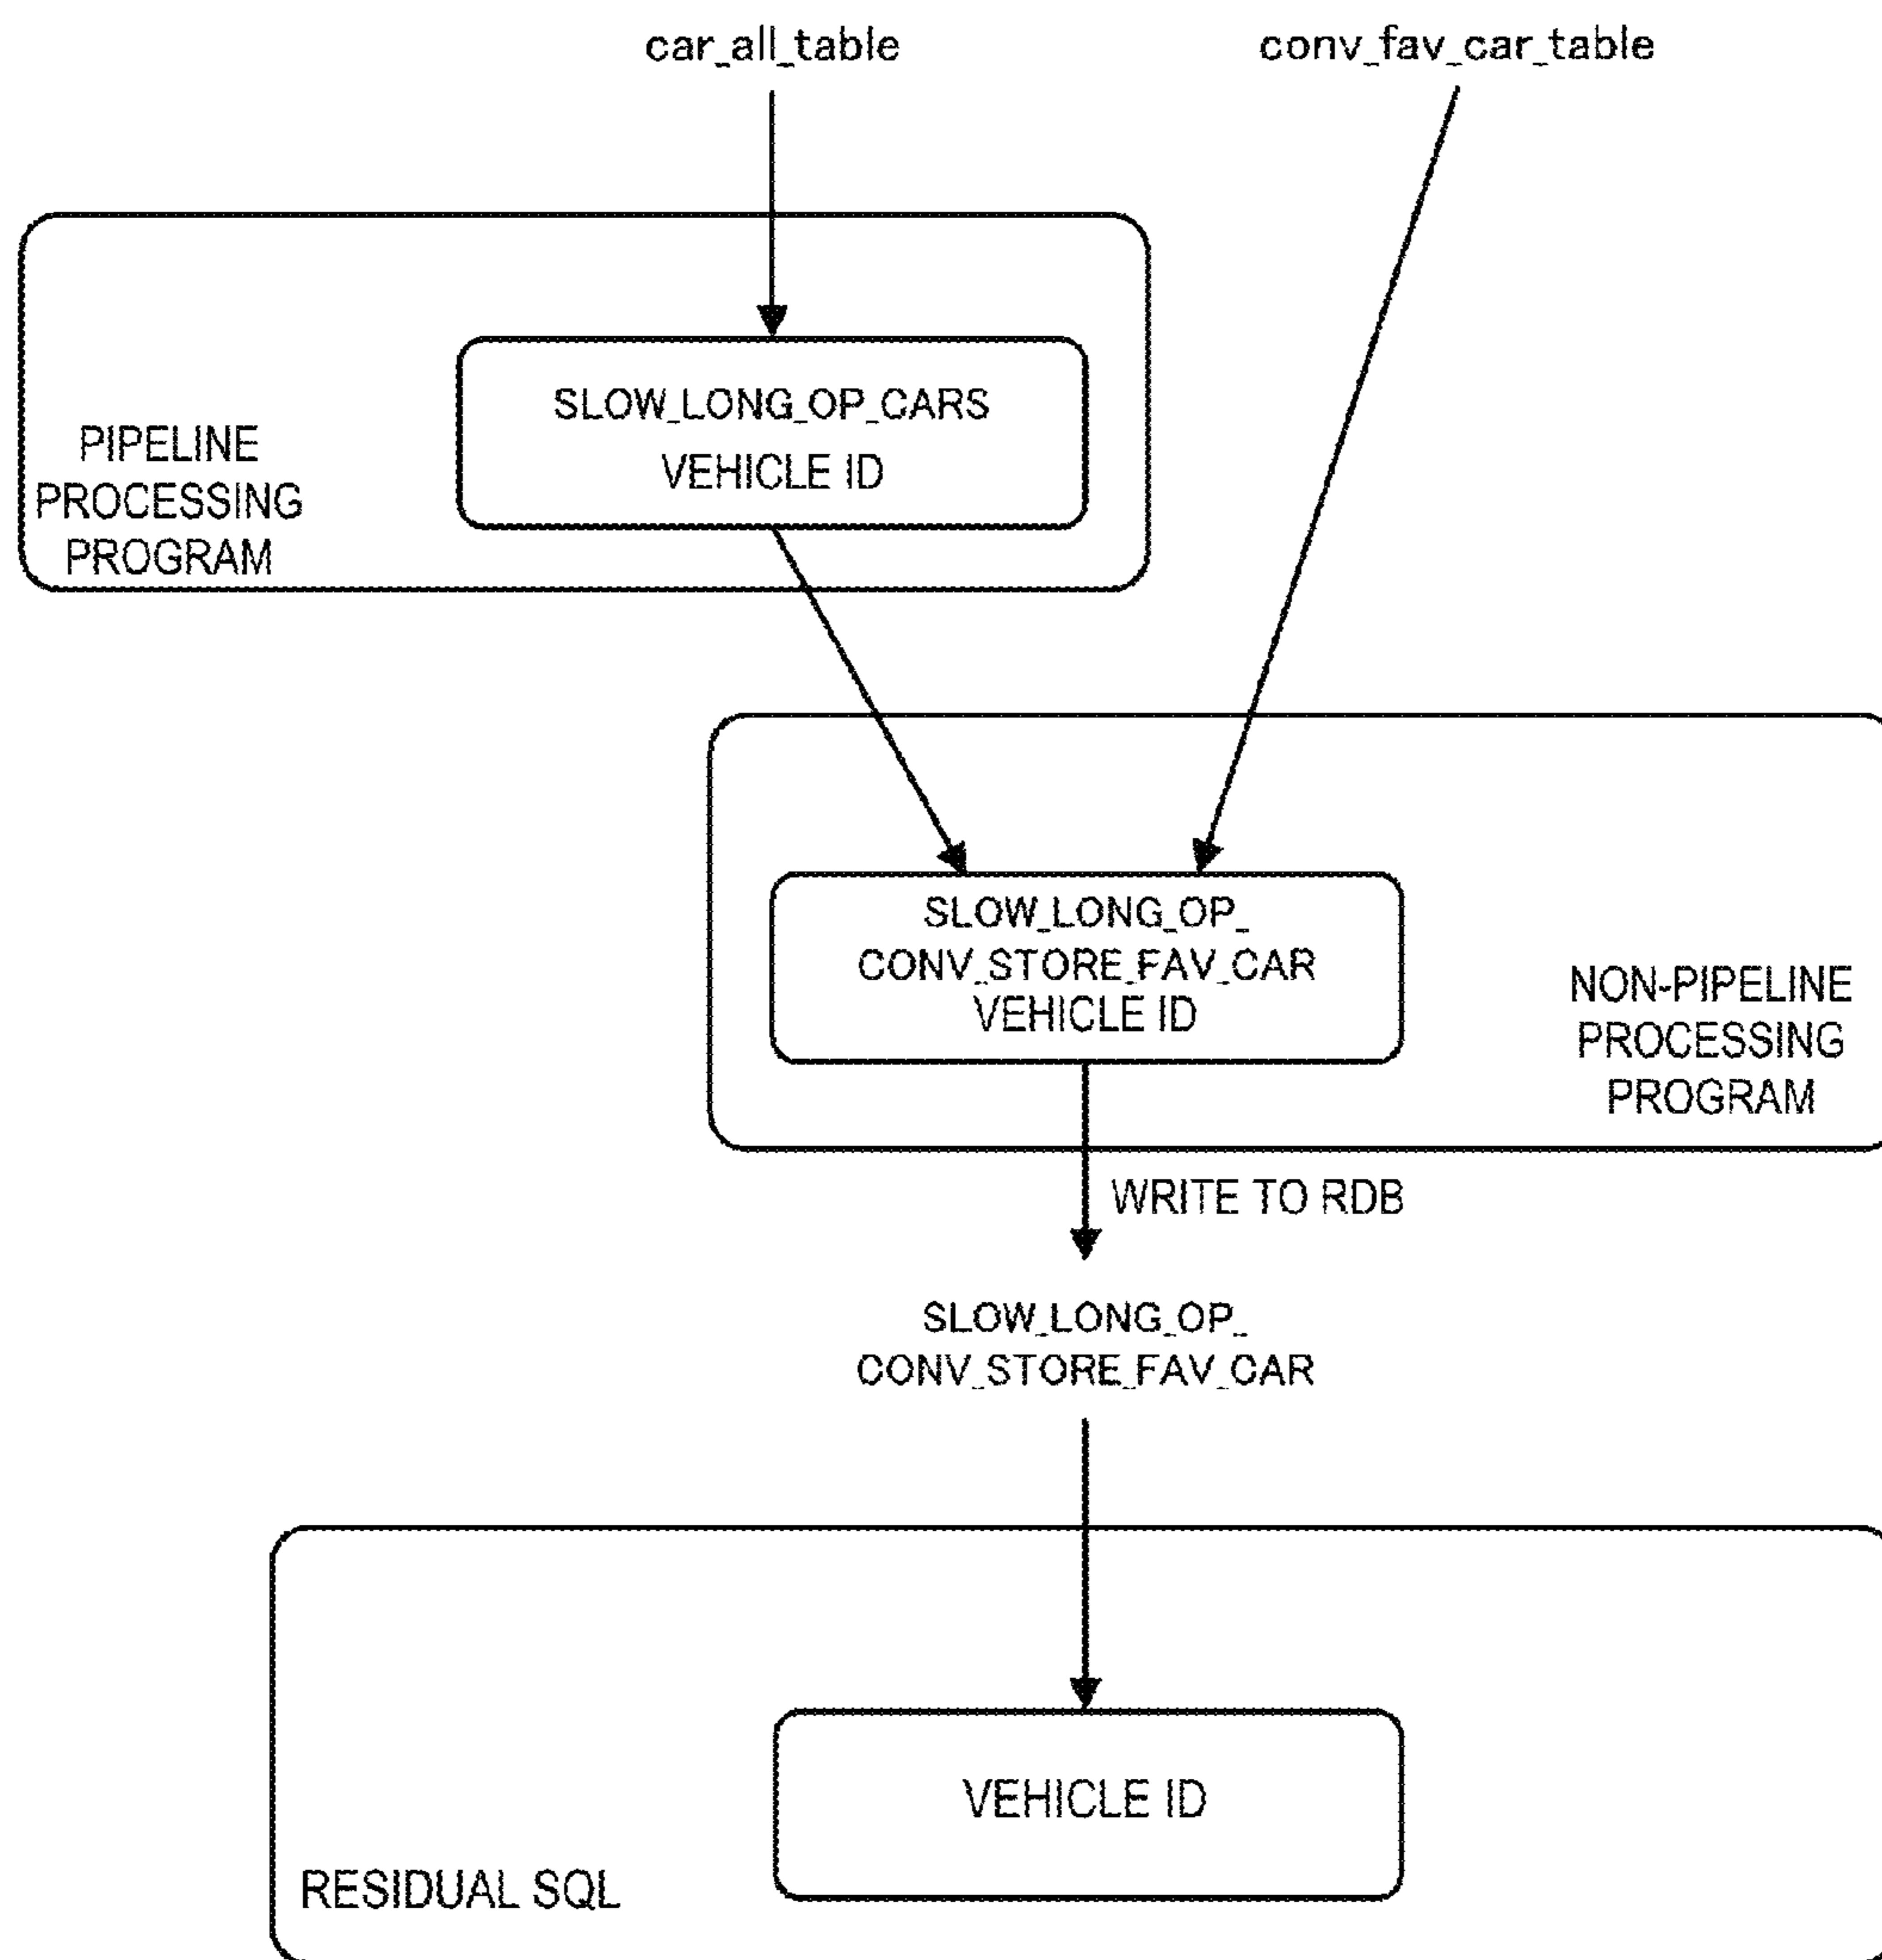 car_all_table
conv_fav_car_table
SLOW_LONG_OP_CARS
VEHICLE ID
PIPELINE
PROCESSING
PROGRAM
SLOW_LONG_OP_
CONV_STORE_FAV_CAR
VEHICLE ID
NON-PIPELINE
PROCESSING
PROGRAM
WRITE TO RDB
SLOW_LONG_OP_
CONV_STORE_FAV_CAR
VEHICLE ID
RESIDUAL SQL